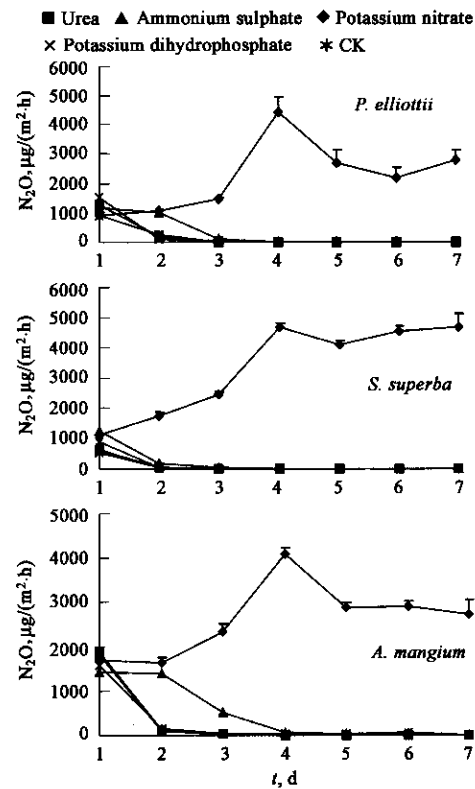 Urea Ammonium sulphate Potassium nitrate
Potassium dihydrophosphate CK
6000
5000
4000
3000
2000
1000
0
N₂O, μg/(m²·h)
P. elliottii
1 2 3 4 5 6 7
6000
5000
4000
3000
2000
1000
0
N₂O, μg/(m²·h)
S. superba
1 2 3 4 5 6 7
5000
4000
3000
2000
1000
0
N₂O, μg/(m²·h)
A. mangium
1 2 3 4 5 6 7
t, d